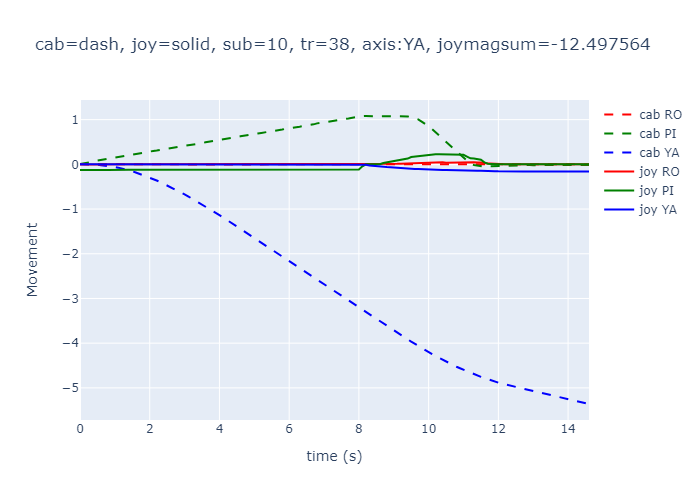 cab=dash, joy=solid, sub=10, tr=38, axis:YA, joymagsum=-12.497564
cab RO
cab PI
cab YA
joy RO
joy PI
joy YA
Movement
1
0
−1
−2
−3
−4
−5
0 2 4 6 8 10 12 14
time (s)